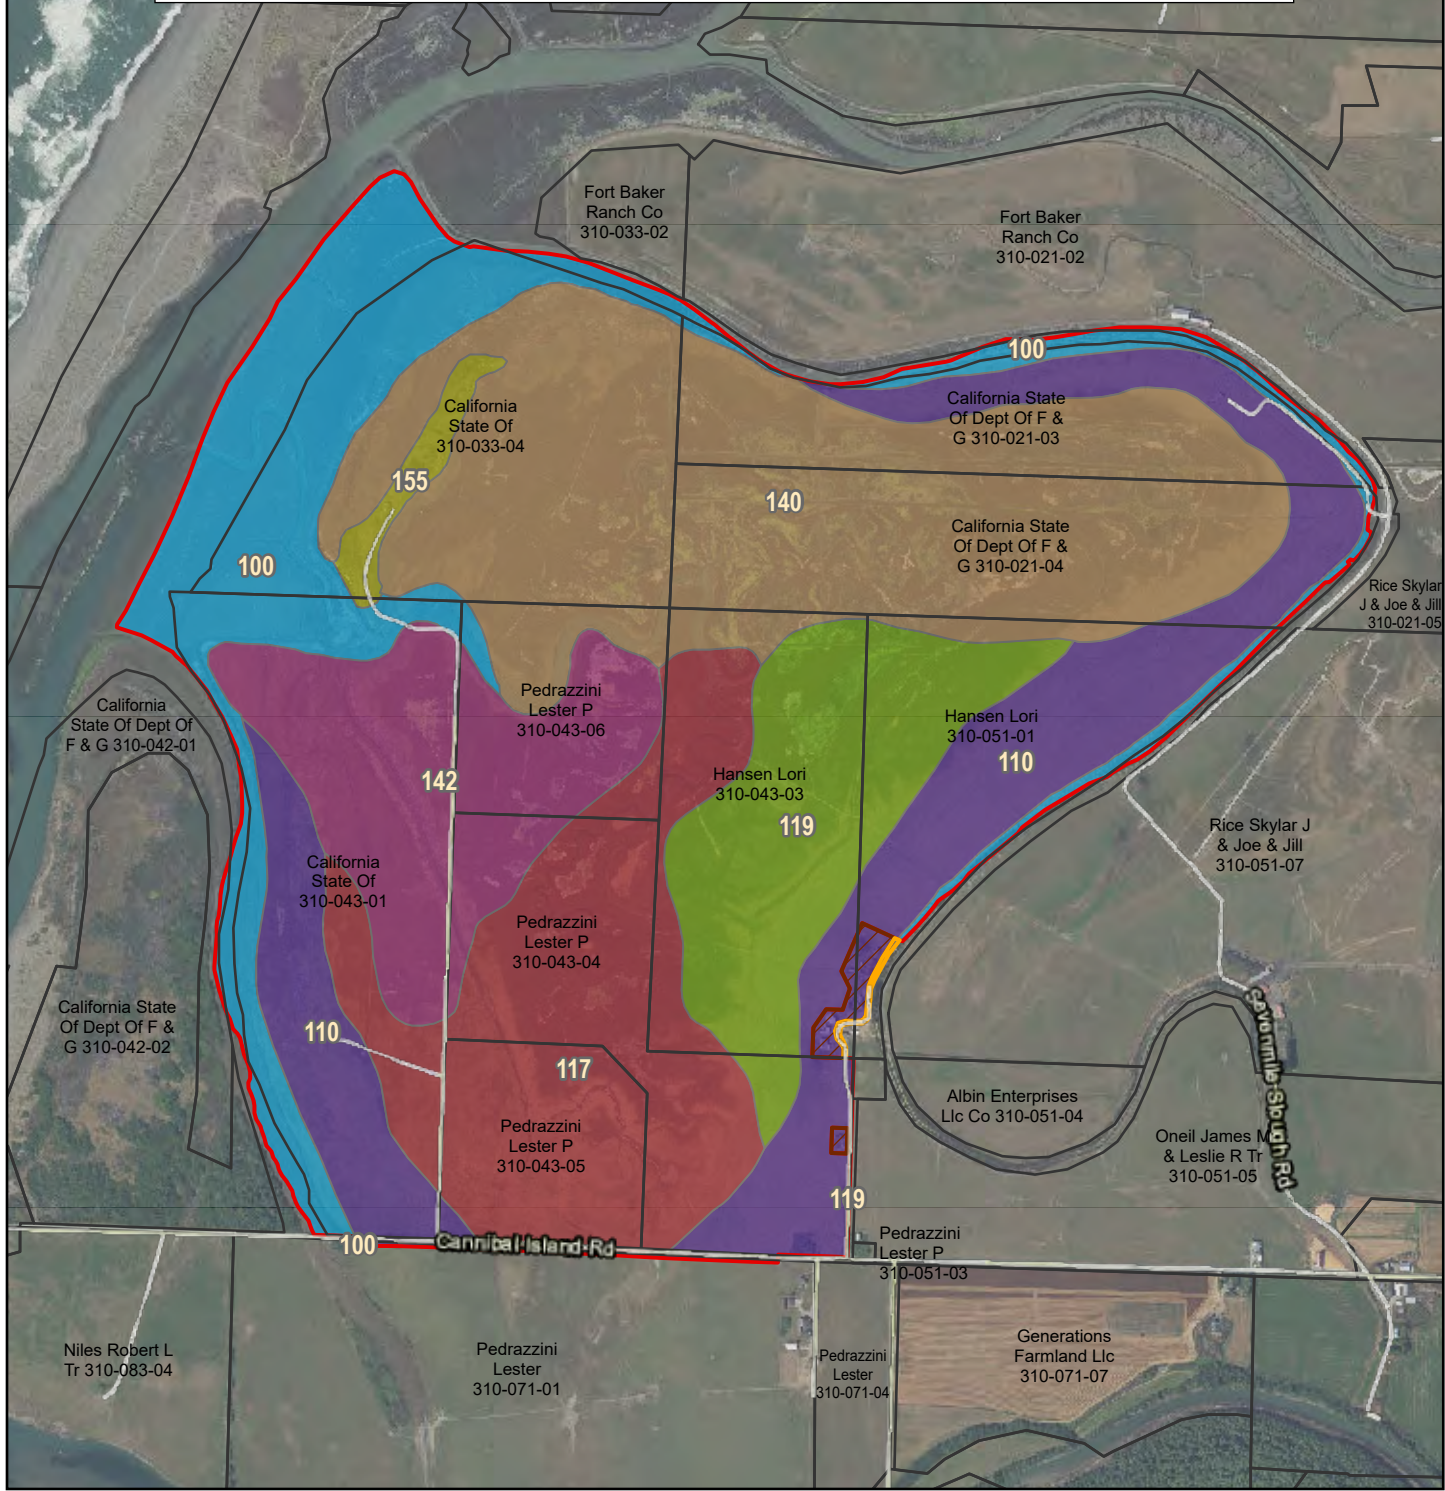 Fort Baker
Ranch Co
310-033-02
Fort Baker
Ranch Co
310-021-02
100
California State
Of Dept Of F &
G 310-021-03
California
State Of
310-033-04
155
140
California State
Of Dept Of F &
G 310-021-04
100
Rice Skylar
J & Joe & Jill
310-021-05
Pedrazzini
Lester P
310-043-06
California
State Of Dept Of
F & G 310-042-01
Hansen Lori
310-051-01
110
142
Hansen Lori
310-043-03
119
Rice Skylar J
& Joe & Jill
310-051-07
California
State Of
310-043-01
Pedrazzini
Lester P
310-043-04
California State
Of Dept Of F &
G 310-042-02
110
117
Cavonmile Slough Rd
Albin Enterprises
Llc Co 310-051-04
Pedrazzini
Lester P
310-043-05
Oneil James M
& Leslie R Tr
310-051-05
119
100
Cannibal Island Rd
Pedrazzini
Lester P
310-051-03
Niles Robert L
Tr 310-083-04
Pedrazzini
Lester
310-071-01
Pedrazzini
Lester
310-071-04
Generations
Farmland Llc
310-071-07